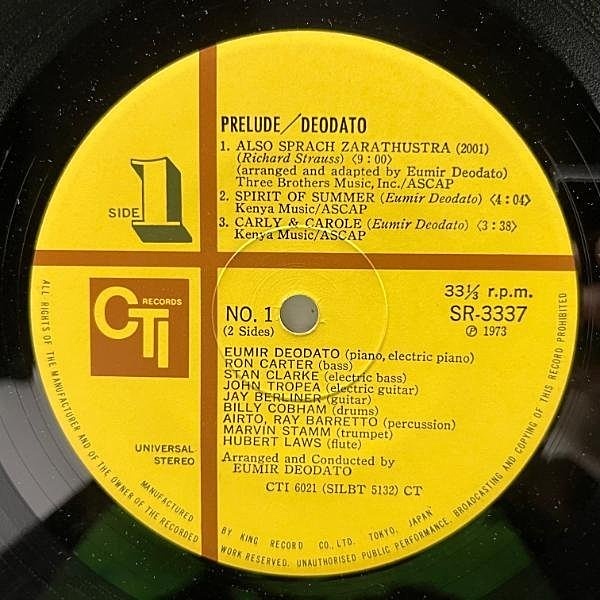 PRELUDE/DEODATO
1. ALSO SPRACH ZARATHUSTRA (2001)
(Richard Strauss) <9:00>
(arranged and adapted by Eumir Deodato)
Three Brothers Music, Inc./ASCAP
2. SPIRIT OF SUMMER (Eumir Deodato) <4:04>
Kenya Music/ASCAP
3. CARLY & CAROLE (Eumir Deodato) <3:38>
Kenya Music/ASCAP
SIDE 1
CTI RECORDS
NO. 1
(2 Sides)
33⅓ r.p.m.
SR-3337
Ⓟ 1973
EUMIR DEODATO (piano, electric piano)
RON CARTER (bass)
STAN CLARKE (electric bass)
JOHN TROPEA (electric guitar)
JAY BERLINER (guitar)
BILLY COBHAM (drums)
AIRTO, RAY BARRETTO (percussion)
MARVIN STAMM (trumpet)
HUBERT LAWS (flute)
Arranged and Conducted by
EUMIR DEODATO
CTI 6021 (SILBT 5132) CT
UNIVERSAL
STEREO
MANUFACTURED BY KING RECORD CO., LTD. TOKYO, JAPAN
ALL RIGHTS OF THE MANUFACTURER AND OF THE OWNER OF THE RECORDED WORK RESERVED. UNAUTHORISED PUBLIC PERFORMANCE, BROADCASTING AND COPYING OF THIS RECORD PROHIBITED